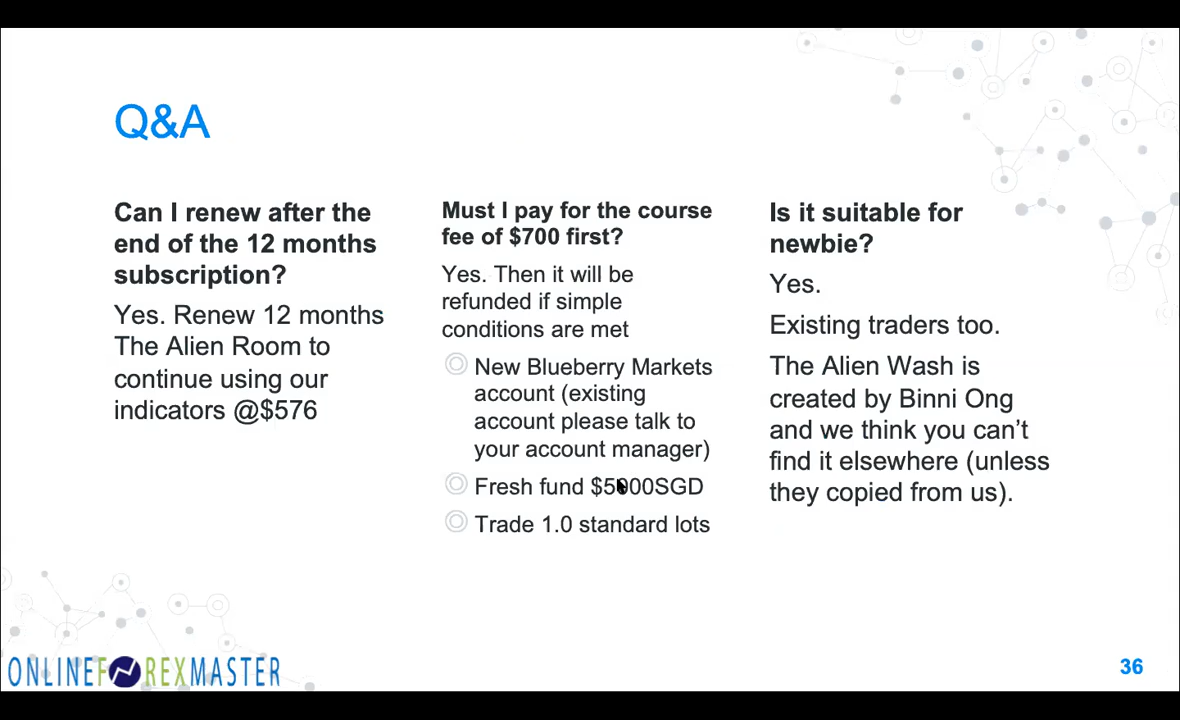 Q&A
Can I renew after the
end of the 12 months
subscription?
Yes. Renew 12 months
The Alien Room to
continue using our
indicators @$576
Must I pay for the course
fee of $700 first?
Yes. Then it will be
refunded if simple
conditions are met
New Blueberry Markets
account (existing
account please talk to
your account manager)
Fresh fund $5000SGD
Trade 1.0 standard lots
Is it suitable for
newbie?
Yes.
Existing traders too.
The Alien Wash is
created by Binni Ong
and we think you can’t
find it elsewhere (unless
they copied from us).
ONLINEFOREXMASTER
36